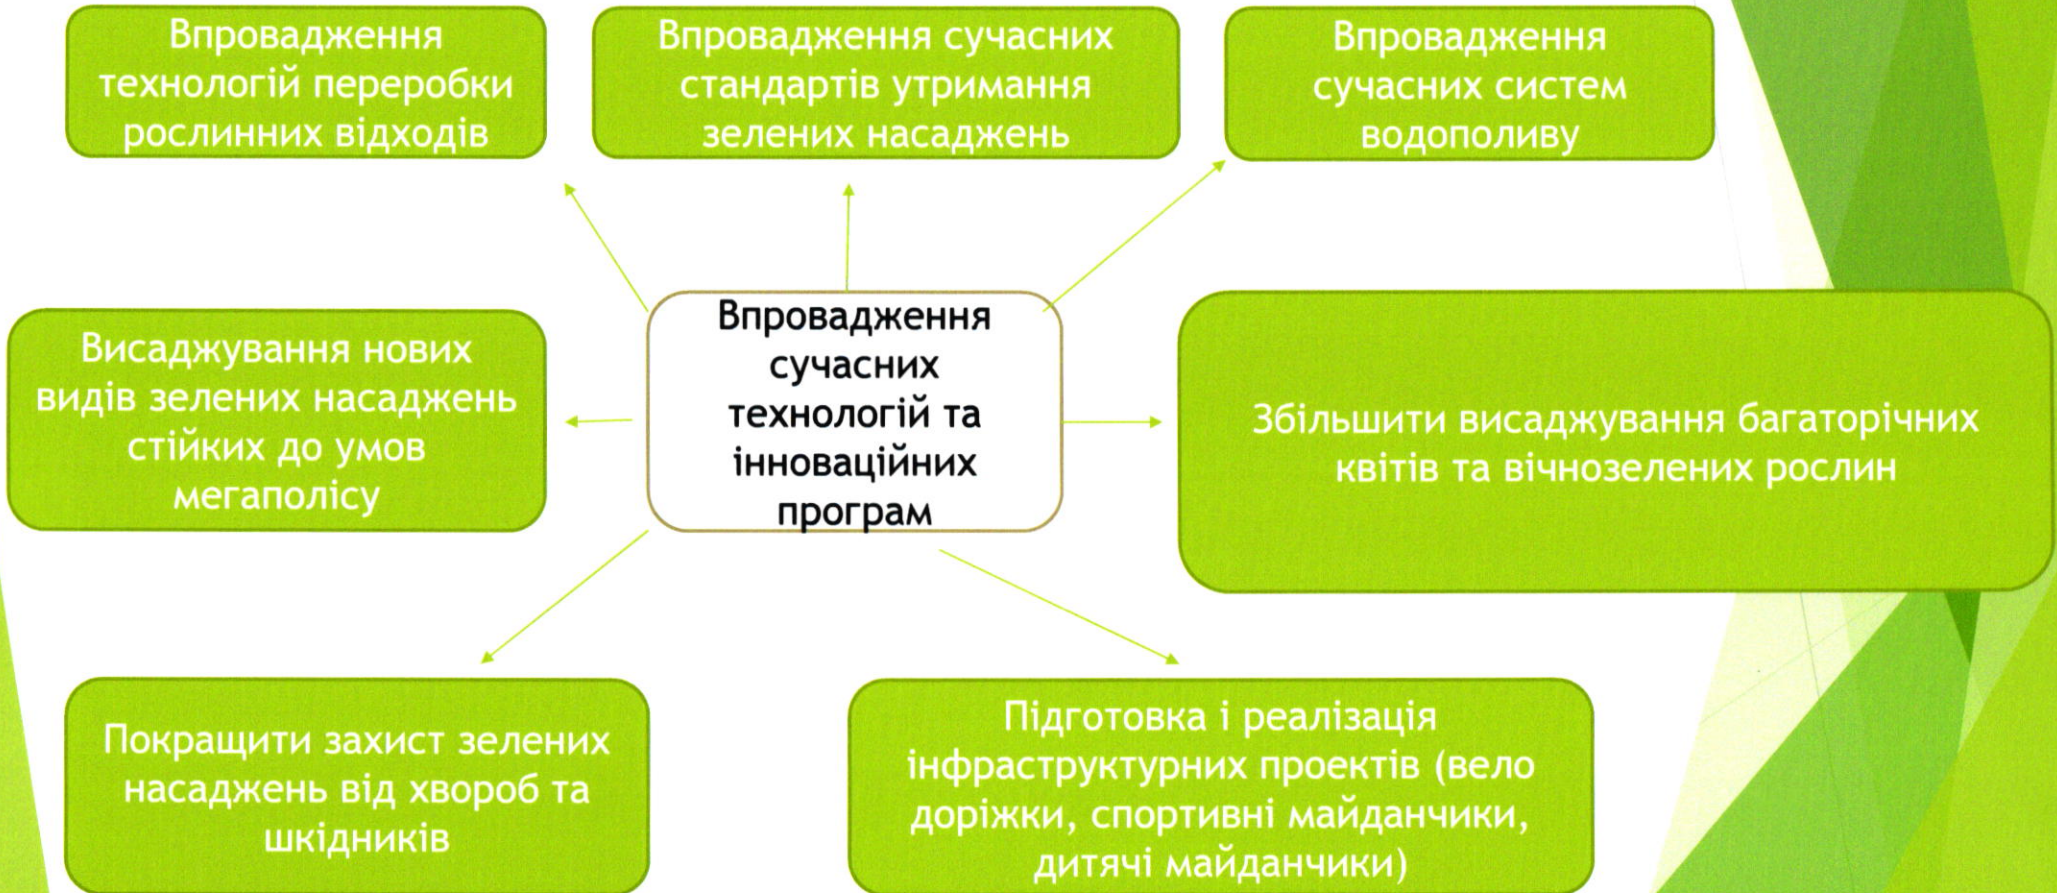 Впровадження
технологій переробки
рослинних відходів
Впровадження сучасних
стандартів утримання
зелених насаджень
Впровадження
сучасних систем
водополиву
Висаджування нових
видів зелених насаджень
стійких до умов
мегаполісу
Впровадження
сучасних
технологій та
інноваційних
програм
Збільшити висаджування багаторічних
квітів та вічнозелених рослин
Покращити захист зелених
насаджень від хвороб та
шкідників
Підготовка і реалізація
інфраструктурних проектів (вело
доріжки, спортивні майданчики,
дитячі майданчики)